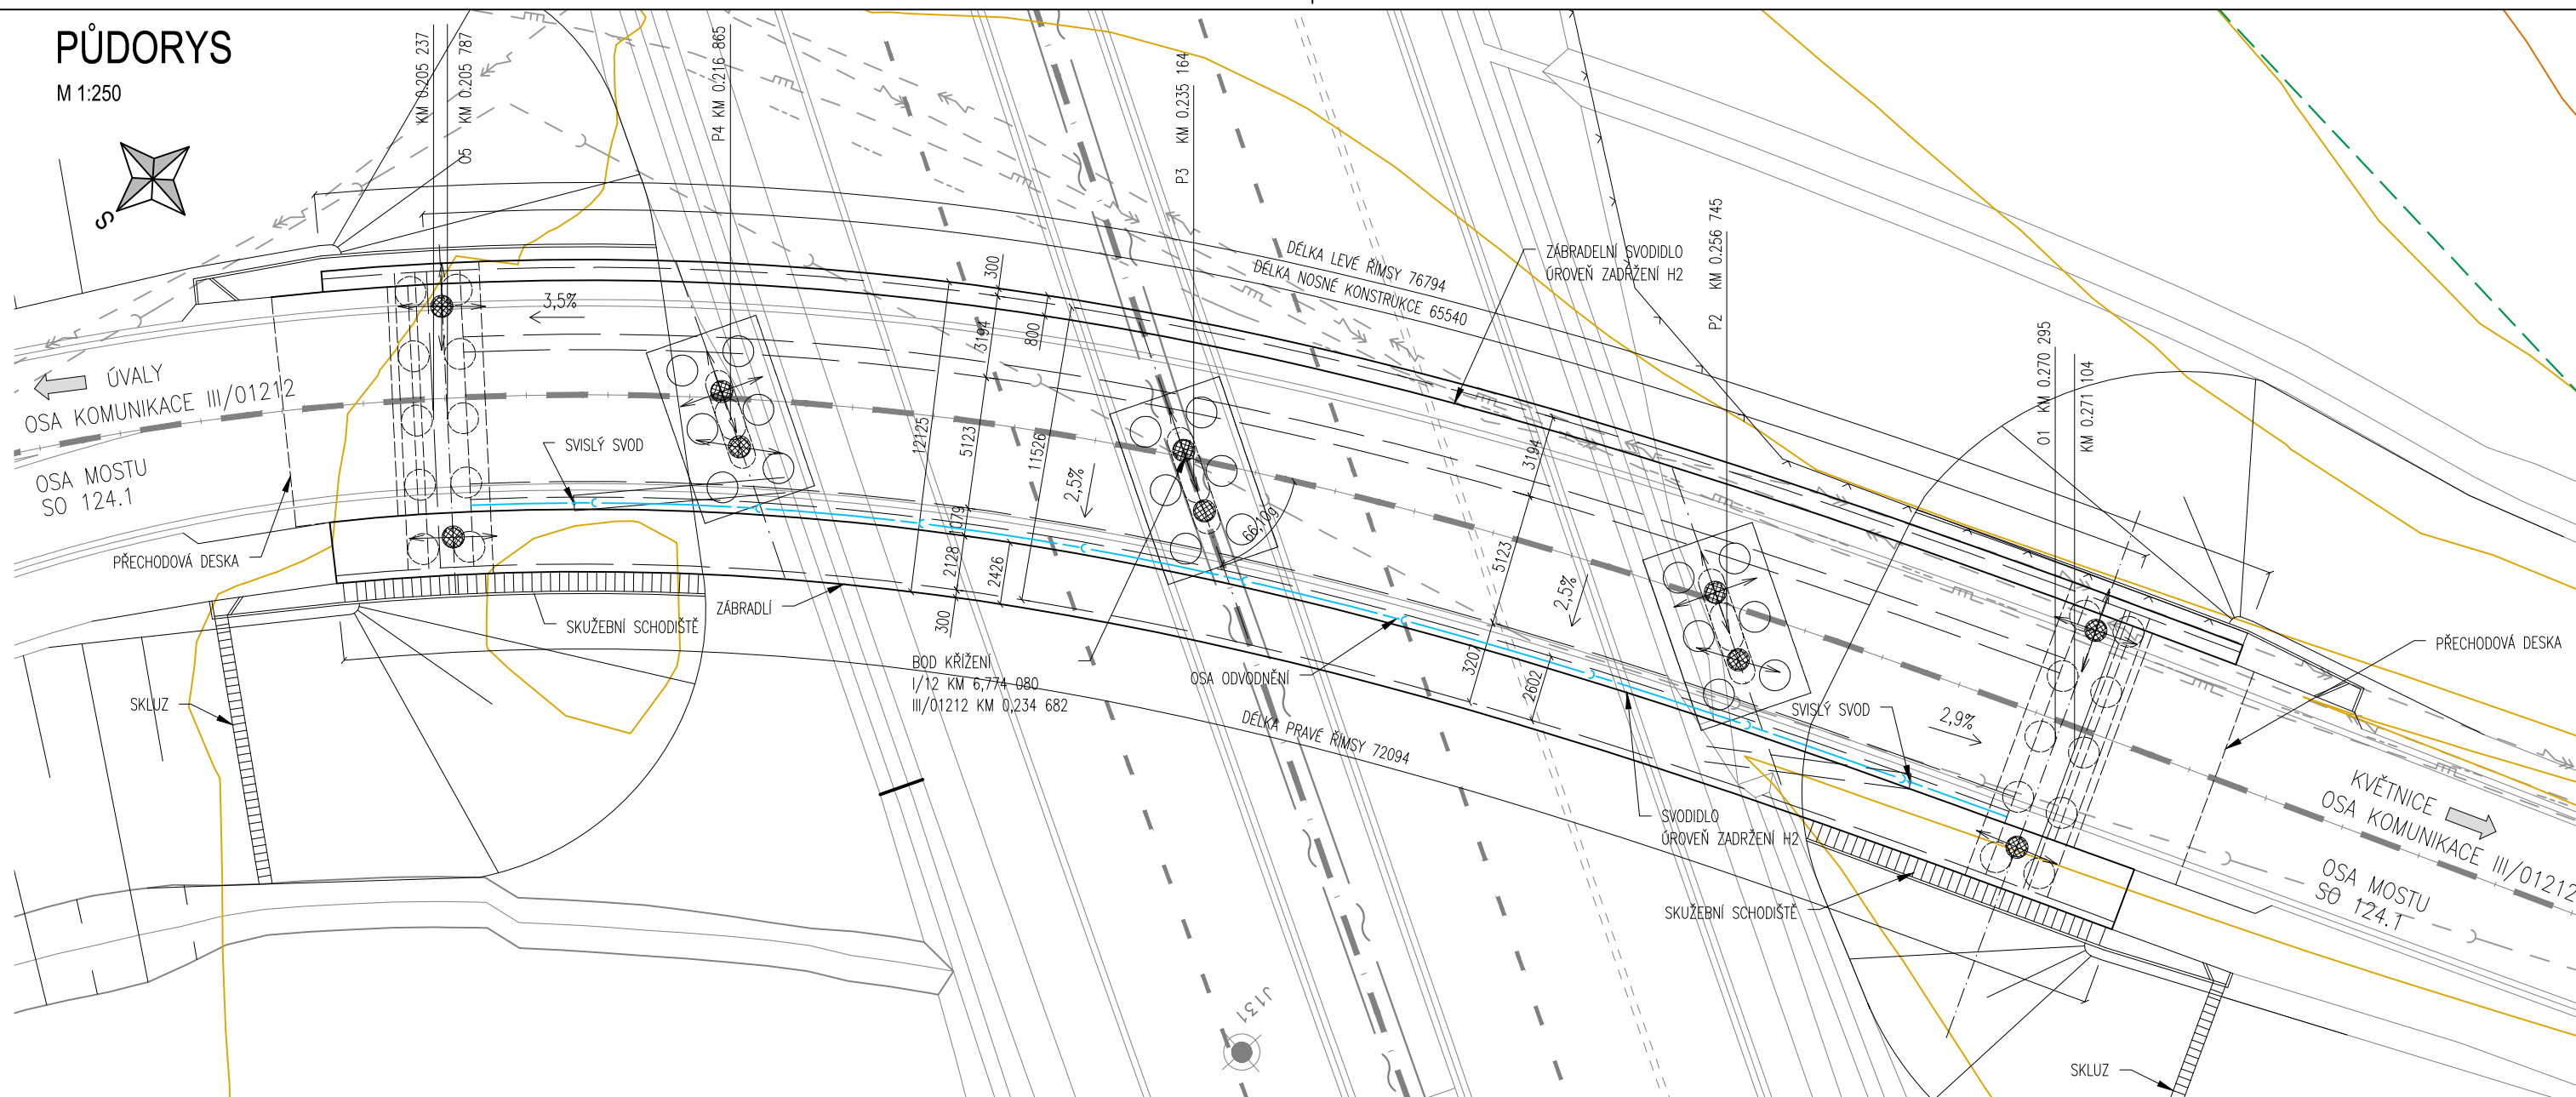 PŮDORYS
M 1:250
S
KM 0.205 237
O5   KM 0.205 787
P4 KM 0.216 865
P3   KM 0.235 164
P2   KM 0.256 745
O1   KM 0.270 295
KM 0.271 104
DÉLKA LEVÉ ŘÍMSY 76794
DÉLKA NOSNÉ KONSTRUKCE 65540
ZÁBRADELNÍ SVODIDLO
ÚROVEŇ ZADRŽENÍ H2
3,5%
300
3194
800
12125
5123
11526
2,5%
1079
2128
2426
300
66,10g
3194
5123
2,5%
3207
2602
2,9%
ÚVALY
OSA KOMUNIKACE III/01212
OSA MOSTU
SO 124.1
SVISLÝ SVOD
PŘECHODOVÁ DESKA
ZÁBRADLÍ
SKUŽEBNÍ SCHODIŠTĚ
SKLUZ
BOD KŘÍŽENÍ
I/12 KM 6,774 080
III/01212 KM 0,234 682
OSA ODVODNĚNÍ
DÉLKA PRAVÉ ŘÍMSY 72094
SVISLÝ SVOD
SVODIDLO
ÚROVEŇ ZADRŽENÍ H2
SKUŽEBNÍ SCHODIŠTĚ
PŘECHODOVÁ DESKA
KVĚTNICE
OSA KOMUNIKACE III/01212
OSA MOSTU
SO 124.1
J131
SKLUZ